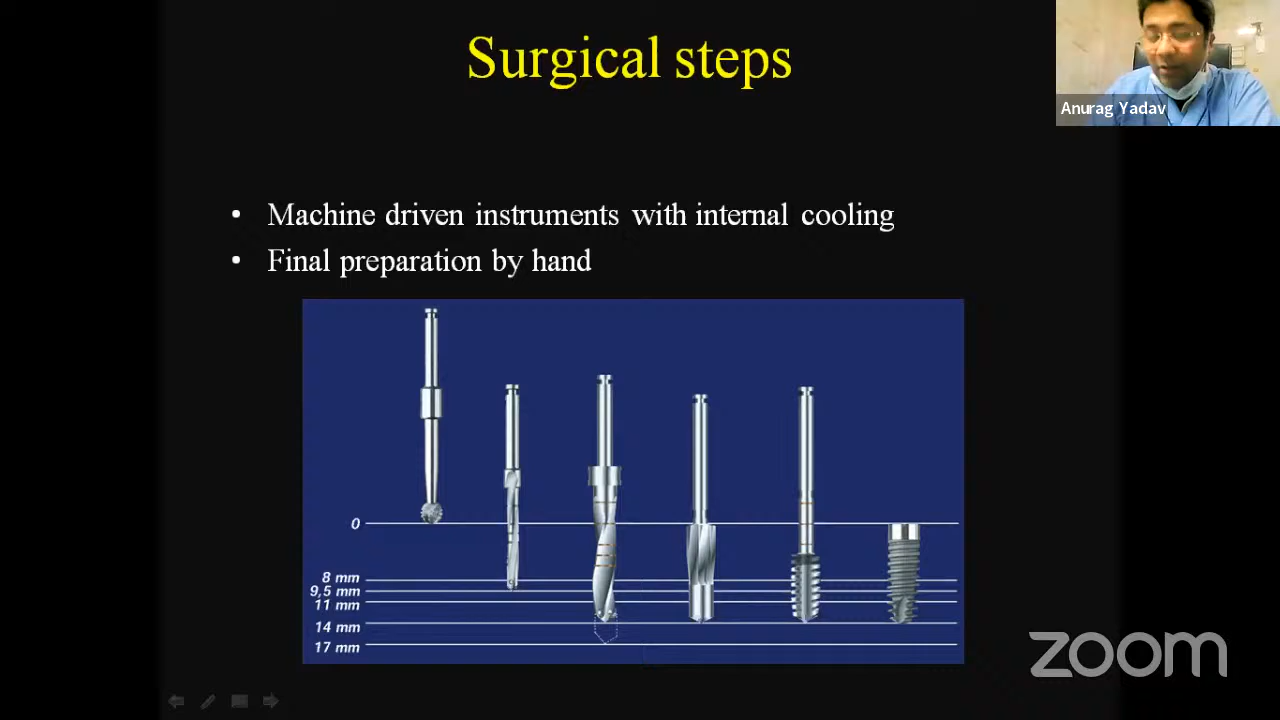 Surgical steps
Anurag Yadav
• Machine driven instruments with internal cooling
• Final preparation by hand
0
8 mm
9,5 mm
11 mm
14 mm
17 mm
zoom